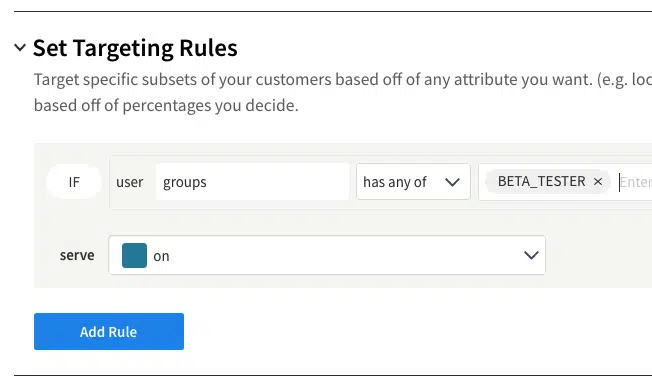 Set Targeting Rules
Target specific subsets of your customers based off of any attribute you want. (e.g. loc
based off of percentages you decide.
IF user groups has any of BETA_TESTER × Enter
serve on
Add Rule